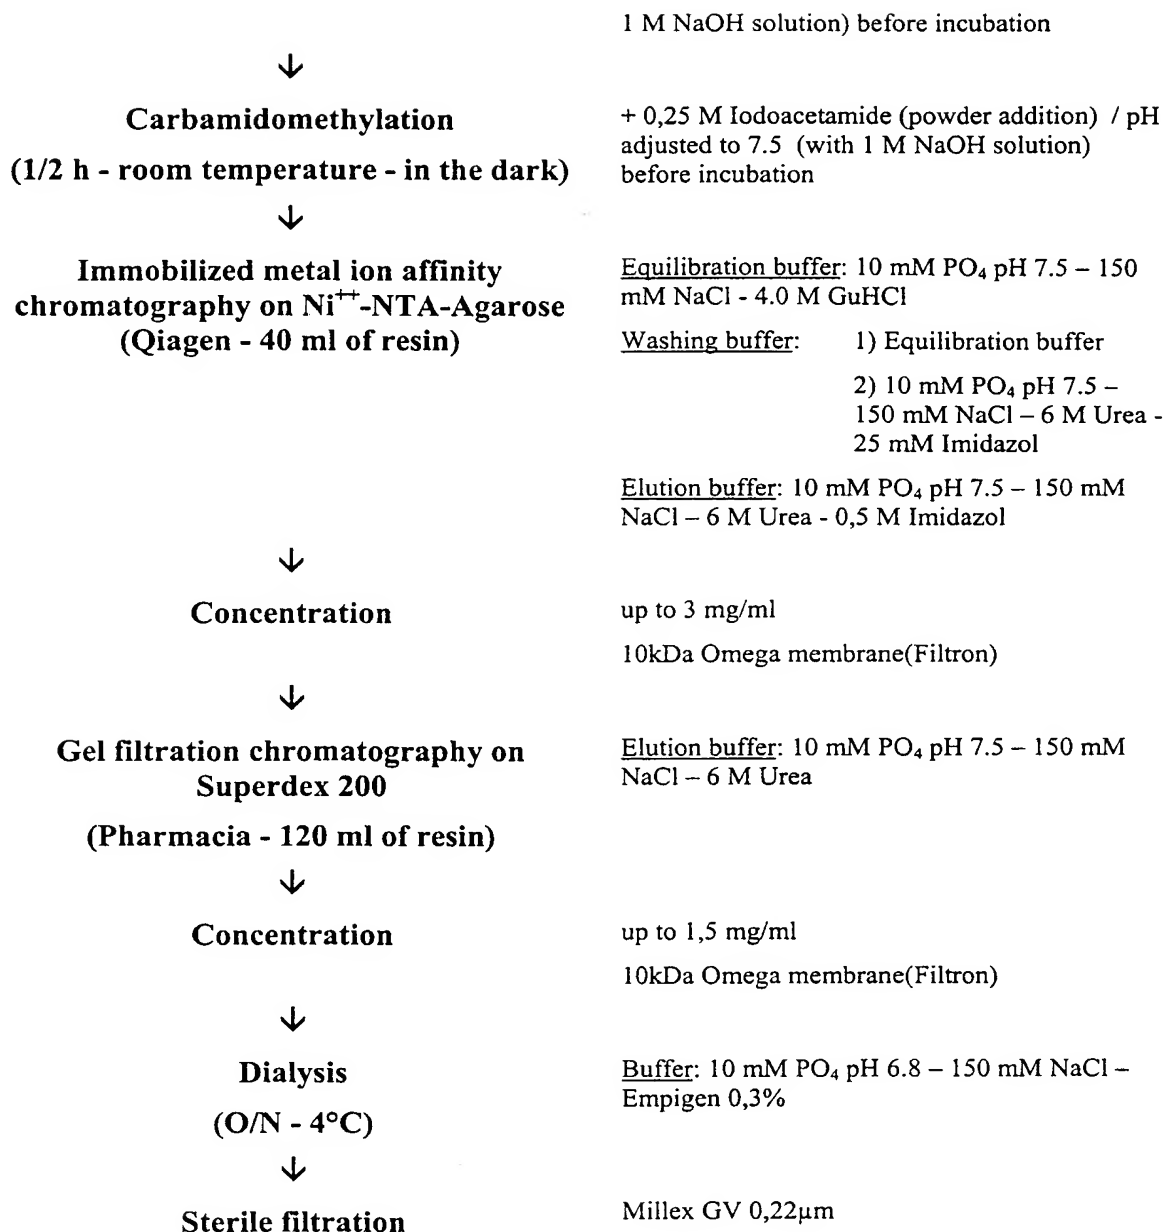 1 M NaOH solution) before incubation
↓
Carbamidomethylation
(1/2 h - room temperature - in the dark)
+ 0,25 M Iodoacetamide (powder addition) / pH
adjusted to 7.5 (with 1 M NaOH solution)
before incubation
↓
Immobilized metal ion affinity
chromatography on Ni⁺⁺-NTA-Agarose
(Qiagen - 40 ml of resin)
Equilibration buffer: 10 mM PO₄ pH 7.5 – 150
mM NaCl - 4.0 M GuHCl
Washing buffer: 1) Equilibration buffer
2) 10 mM PO₄ pH 7.5 –
150 mM NaCl – 6 M Urea -
25 mM Imidazol
Elution buffer: 10 mM PO₄ pH 7.5 – 150 mM
NaCl – 6 M Urea - 0,5 M Imidazol
↓
Concentration
up to 3 mg/ml
10kDa Omega membrane(Filtron)
↓
Gel filtration chromatography on
Superdex 200
(Pharmacia - 120 ml of resin)
Elution buffer: 10 mM PO₄ pH 7.5 – 150 mM
NaCl – 6 M Urea
↓
Concentration
up to 1,5 mg/ml
10kDa Omega membrane(Filtron)
↓
Dialysis
(O/N - 4°C)
Buffer: 10 mM PO₄ pH 6.8 – 150 mM NaCl –
Empigen 0,3%
↓
Sterile filtration
Millex GV 0,22µm